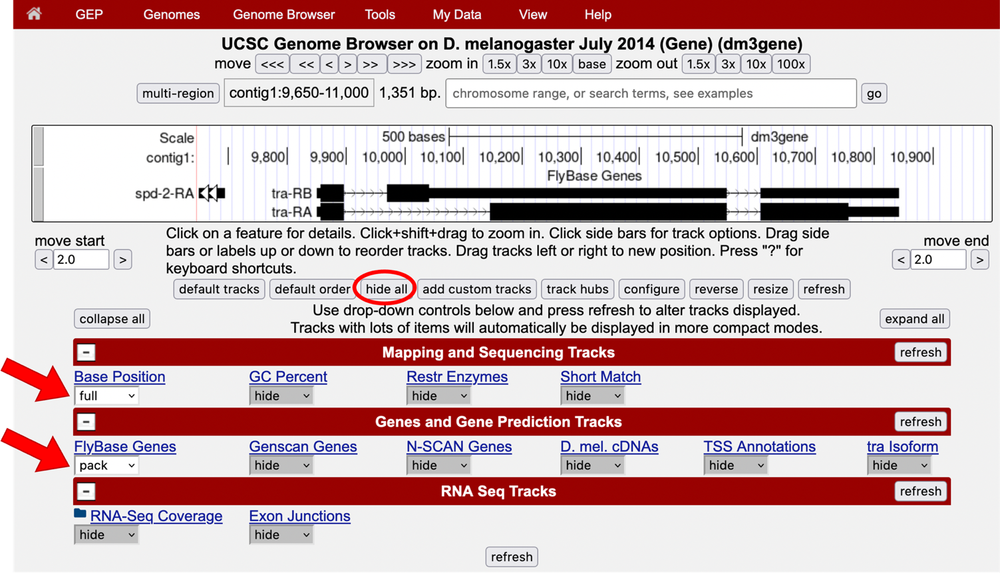 GEP Genomes Genome Browser Tools My Data View Help
UCSC Genome Browser on D. melanogaster July 2014 (Gene) (dm3gene)
move <<< << < > >> >>> zoom in 1.5x 3x 10x base zoom out 1.5x 3x 10x 100x
multi-region contig1:9,650-11,000 1,351 bp. chromosome range, or search terms, see examples go
Scale 500 bases dm3gene
contig1: 9,800 9,900 10,000 10,100 10,200 10,300 10,400 10,500 10,600 10,700 10,800 10,900
FlyBase Genes
spd-2-RA tra-RB
tra-RA
move start
< 2.0 >
Click on a feature for details. Click+shift+drag to zoom in. Click side bars for track options. Drag side
bars or labels up or down to reorder tracks. Drag tracks left or right to new position. Press "?" for
keyboard shortcuts.
move end
< 2.0 >
default tracks default order hide all add custom tracks track hubs configure reverse resize refresh
collapse all
Use drop-down controls below and press refresh to alter tracks displayed.
Tracks with lots of items will automatically be displayed in more compact modes.
expand all
- Mapping and Sequencing Tracks refresh
Base Position GC Percent Restr Enzymes Short Match
full hide hide hide
- Genes and Gene Prediction Tracks refresh
FlyBase Genes Genscan Genes N-SCAN Genes D. mel. cDNAs TSS Annotations tra Isoform
pack hide hide hide hide hide
- RNA Seq Tracks refresh
RNA-Seq Coverage Exon Junctions
hide hide
refresh